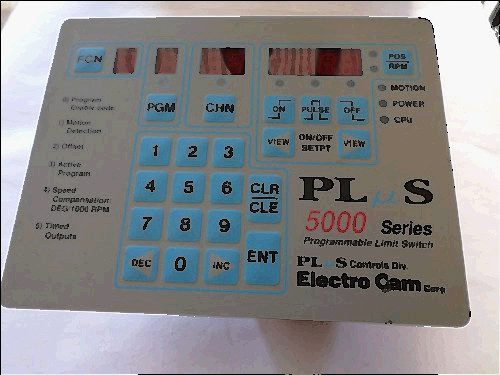 FCN
POS
RPM
MOTION
POWER
CPU
PGM
CHN
ON
PULSE
OFF
VIEW
ON/OFF
SETPT
VIEW
0) Program
Enable code
1) Motion
Detection
2) Offset
3) Active
Program
4) Speed
Compensation:
DEG/1000 RPM
5) Timed
Outputs
1 2 3
4 5 6
7 8 9
DEC 0 INC
CLR
CLE
ENT
PLμS
5000 Series
Programmable Limit Switch
PLμS Controls Div.
Electro Cam Corp